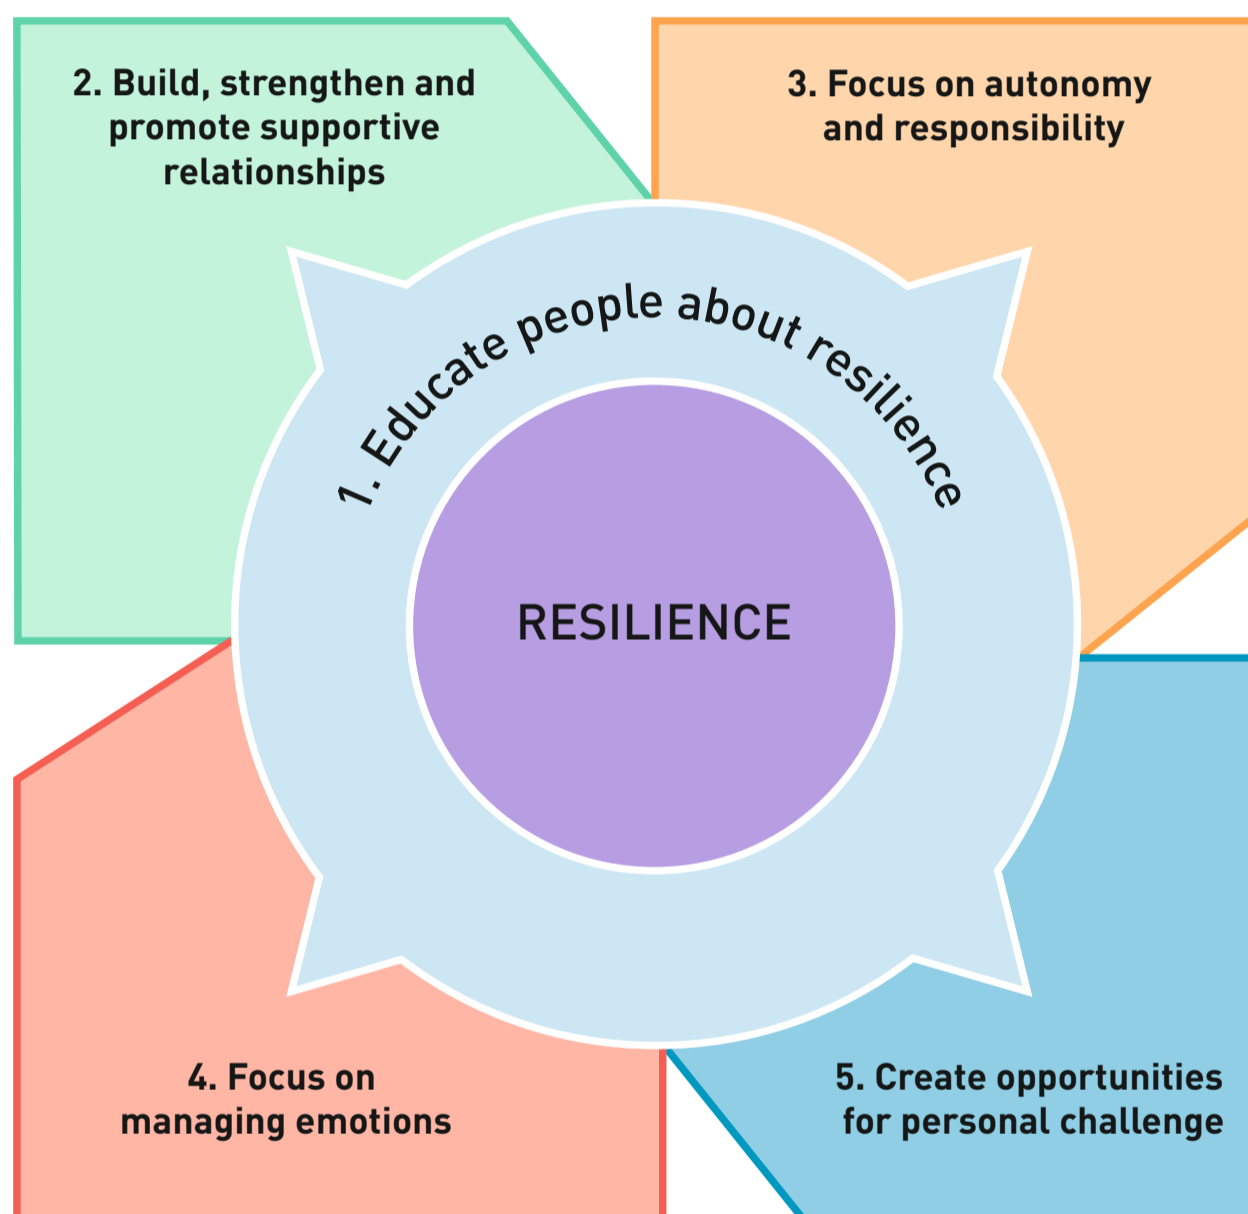 2. Build, strengthen and
promote supportive
relationships
3. Focus on autonomy
and responsibility
1. Educate people about resilience
RESILIENCE
4. Focus on
managing emotions
5. Create opportunities
for personal challenge